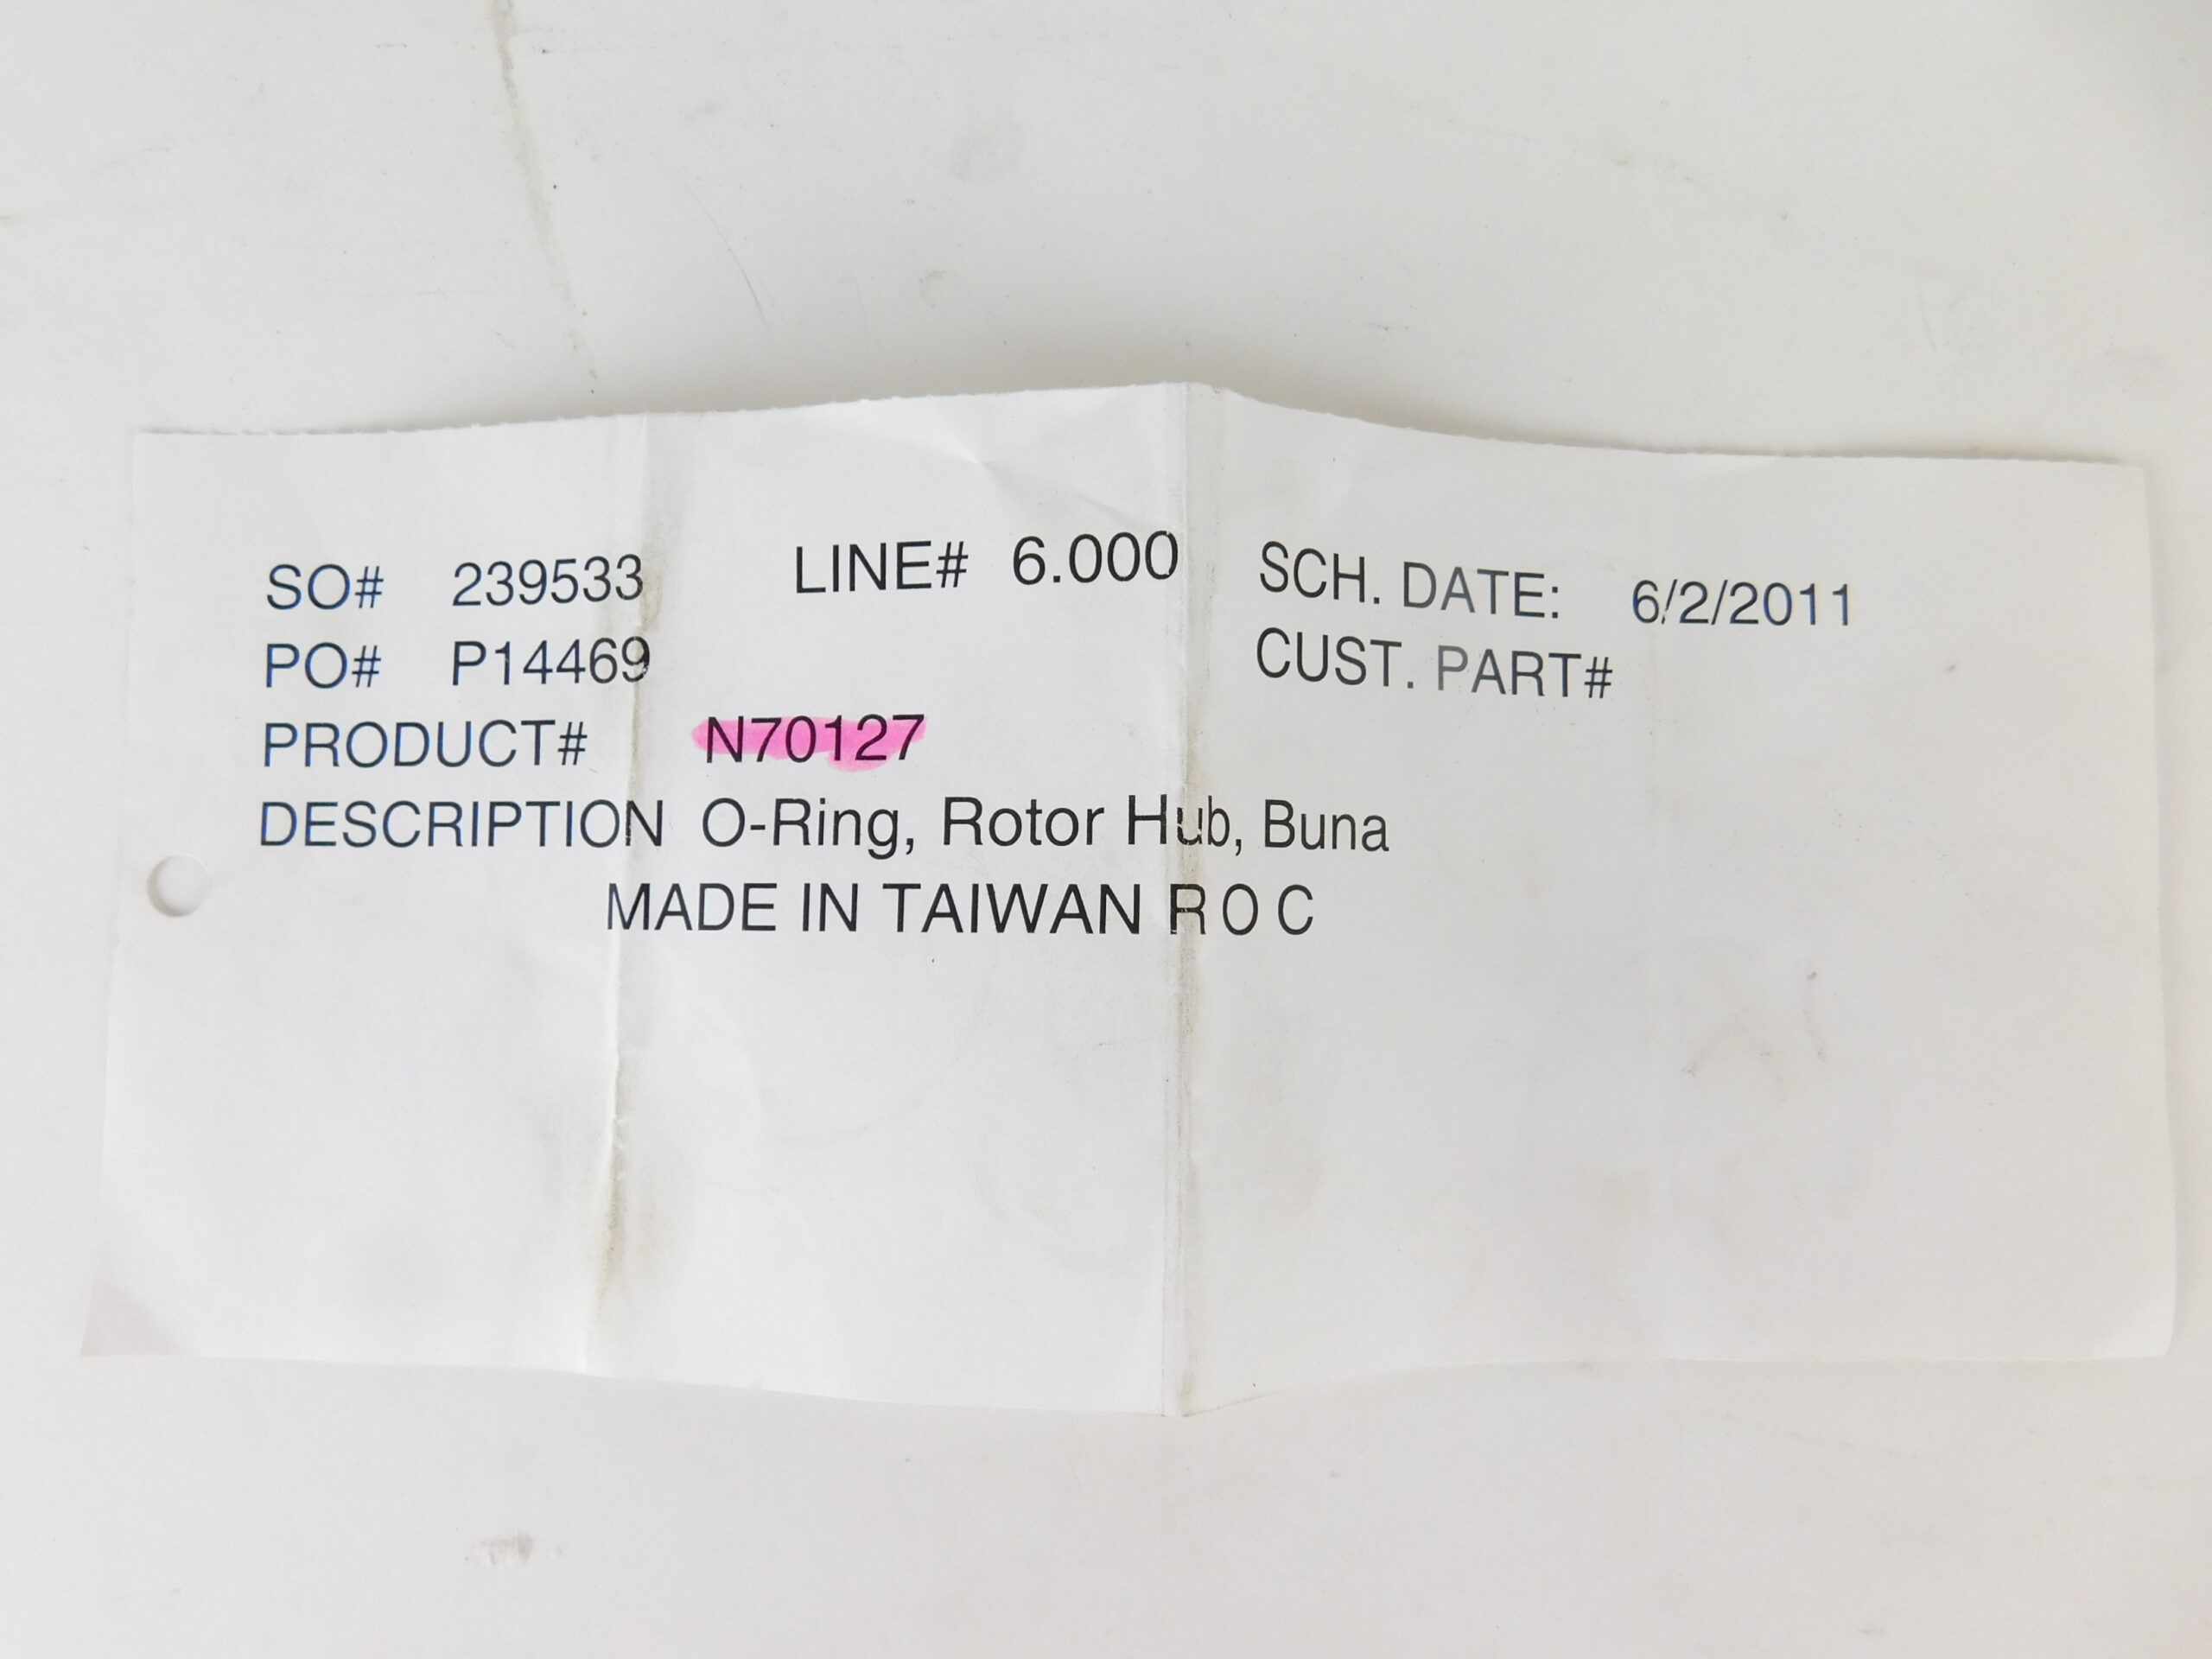 SO# 239533 LINE# 6.000 SCH. DATE: 6/2/2011
PO# P14469 CUST. PART#
PRODUCT# N70127
DESCRIPTION O-Ring, Rotor Hub, Buna
MADE IN TAIWAN R O C